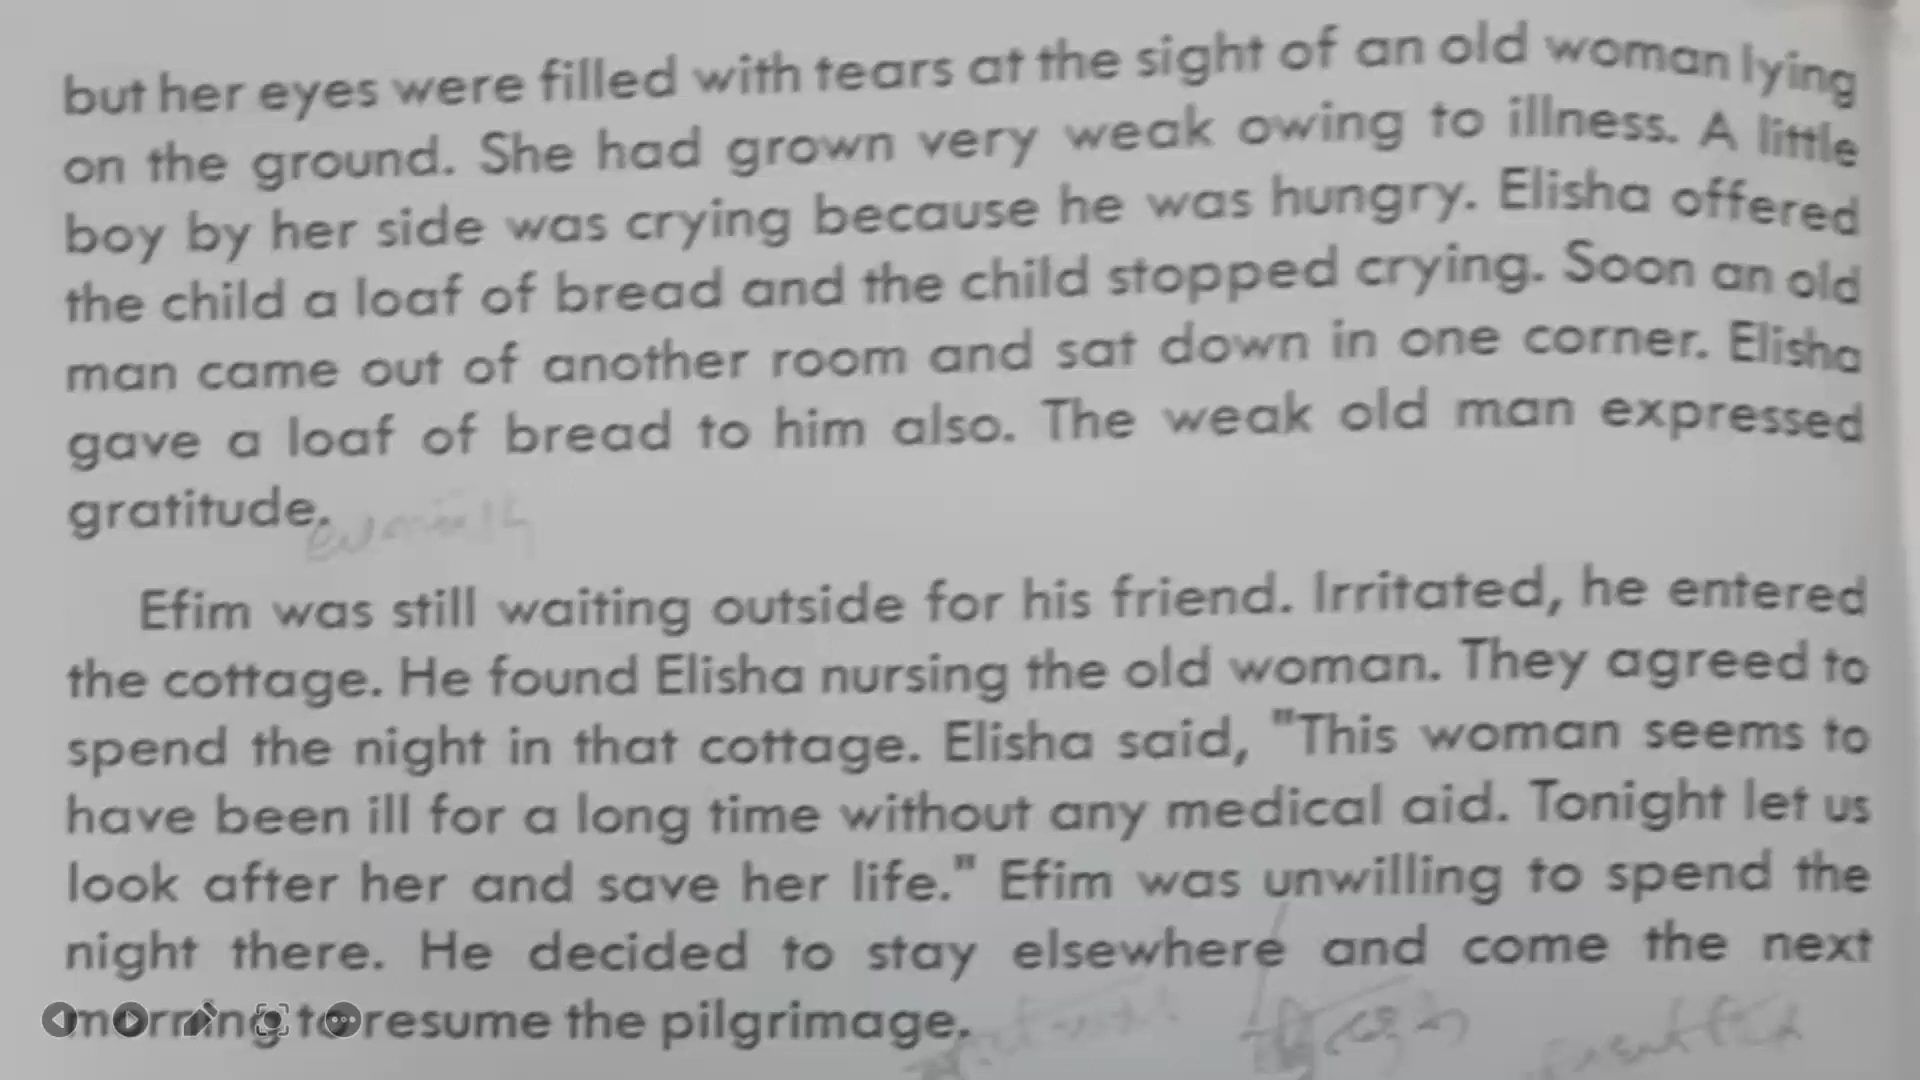 but her eyes were filled with tears at the sight of an old woman lying
on the ground. She had grown very weak owing to illness. A little
boy by her side was crying because he was hungry. Elisha offered
the child a loaf of bread and the child stopped crying. Soon an old
man came out of another room and sat down in one corner. Elisha
gave a loaf of bread to him also. The weak old man expressed
gratitude.
Efim was still waiting outside for his friend. Irritated, he entered
the cottage. He found Elisha nursing the old woman. They agreed to
spend the night in that cottage. Elisha said, "This woman seems to
have been ill for a long time without any medical aid. Tonight let us
look after her and save her life." Efim was unwilling to spend the
night there. He decided to stay elsewhere and come the next
morning to resume the pilgrimage.